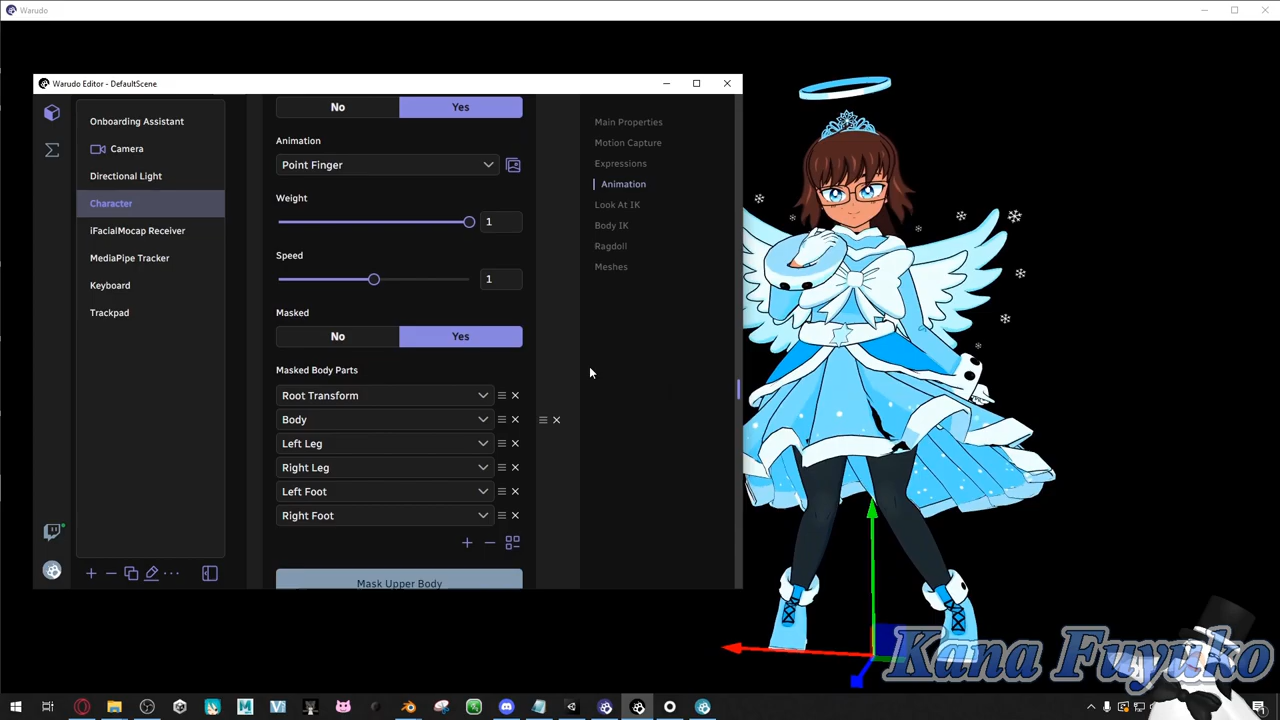 Warudo
Warudo Editor - DefaultScene
Onboarding Assistant
Camera
Directional Light
Character
iFacialMocap Receiver
MediaPipe Tracker
Keyboard
Trackpad
No Yes
Animation
Point Finger
Weight
1
Speed
1
Masked
No Yes
Masked Body Parts
Root Transform
Body
Left Leg
Right Leg
Left Foot
Right Foot
Mask Upper Body
Main Properties
Motion Capture
Expressions
Animation
Look At IK
Body IK
Ragdoll
Meshes
Kana Fuyuko